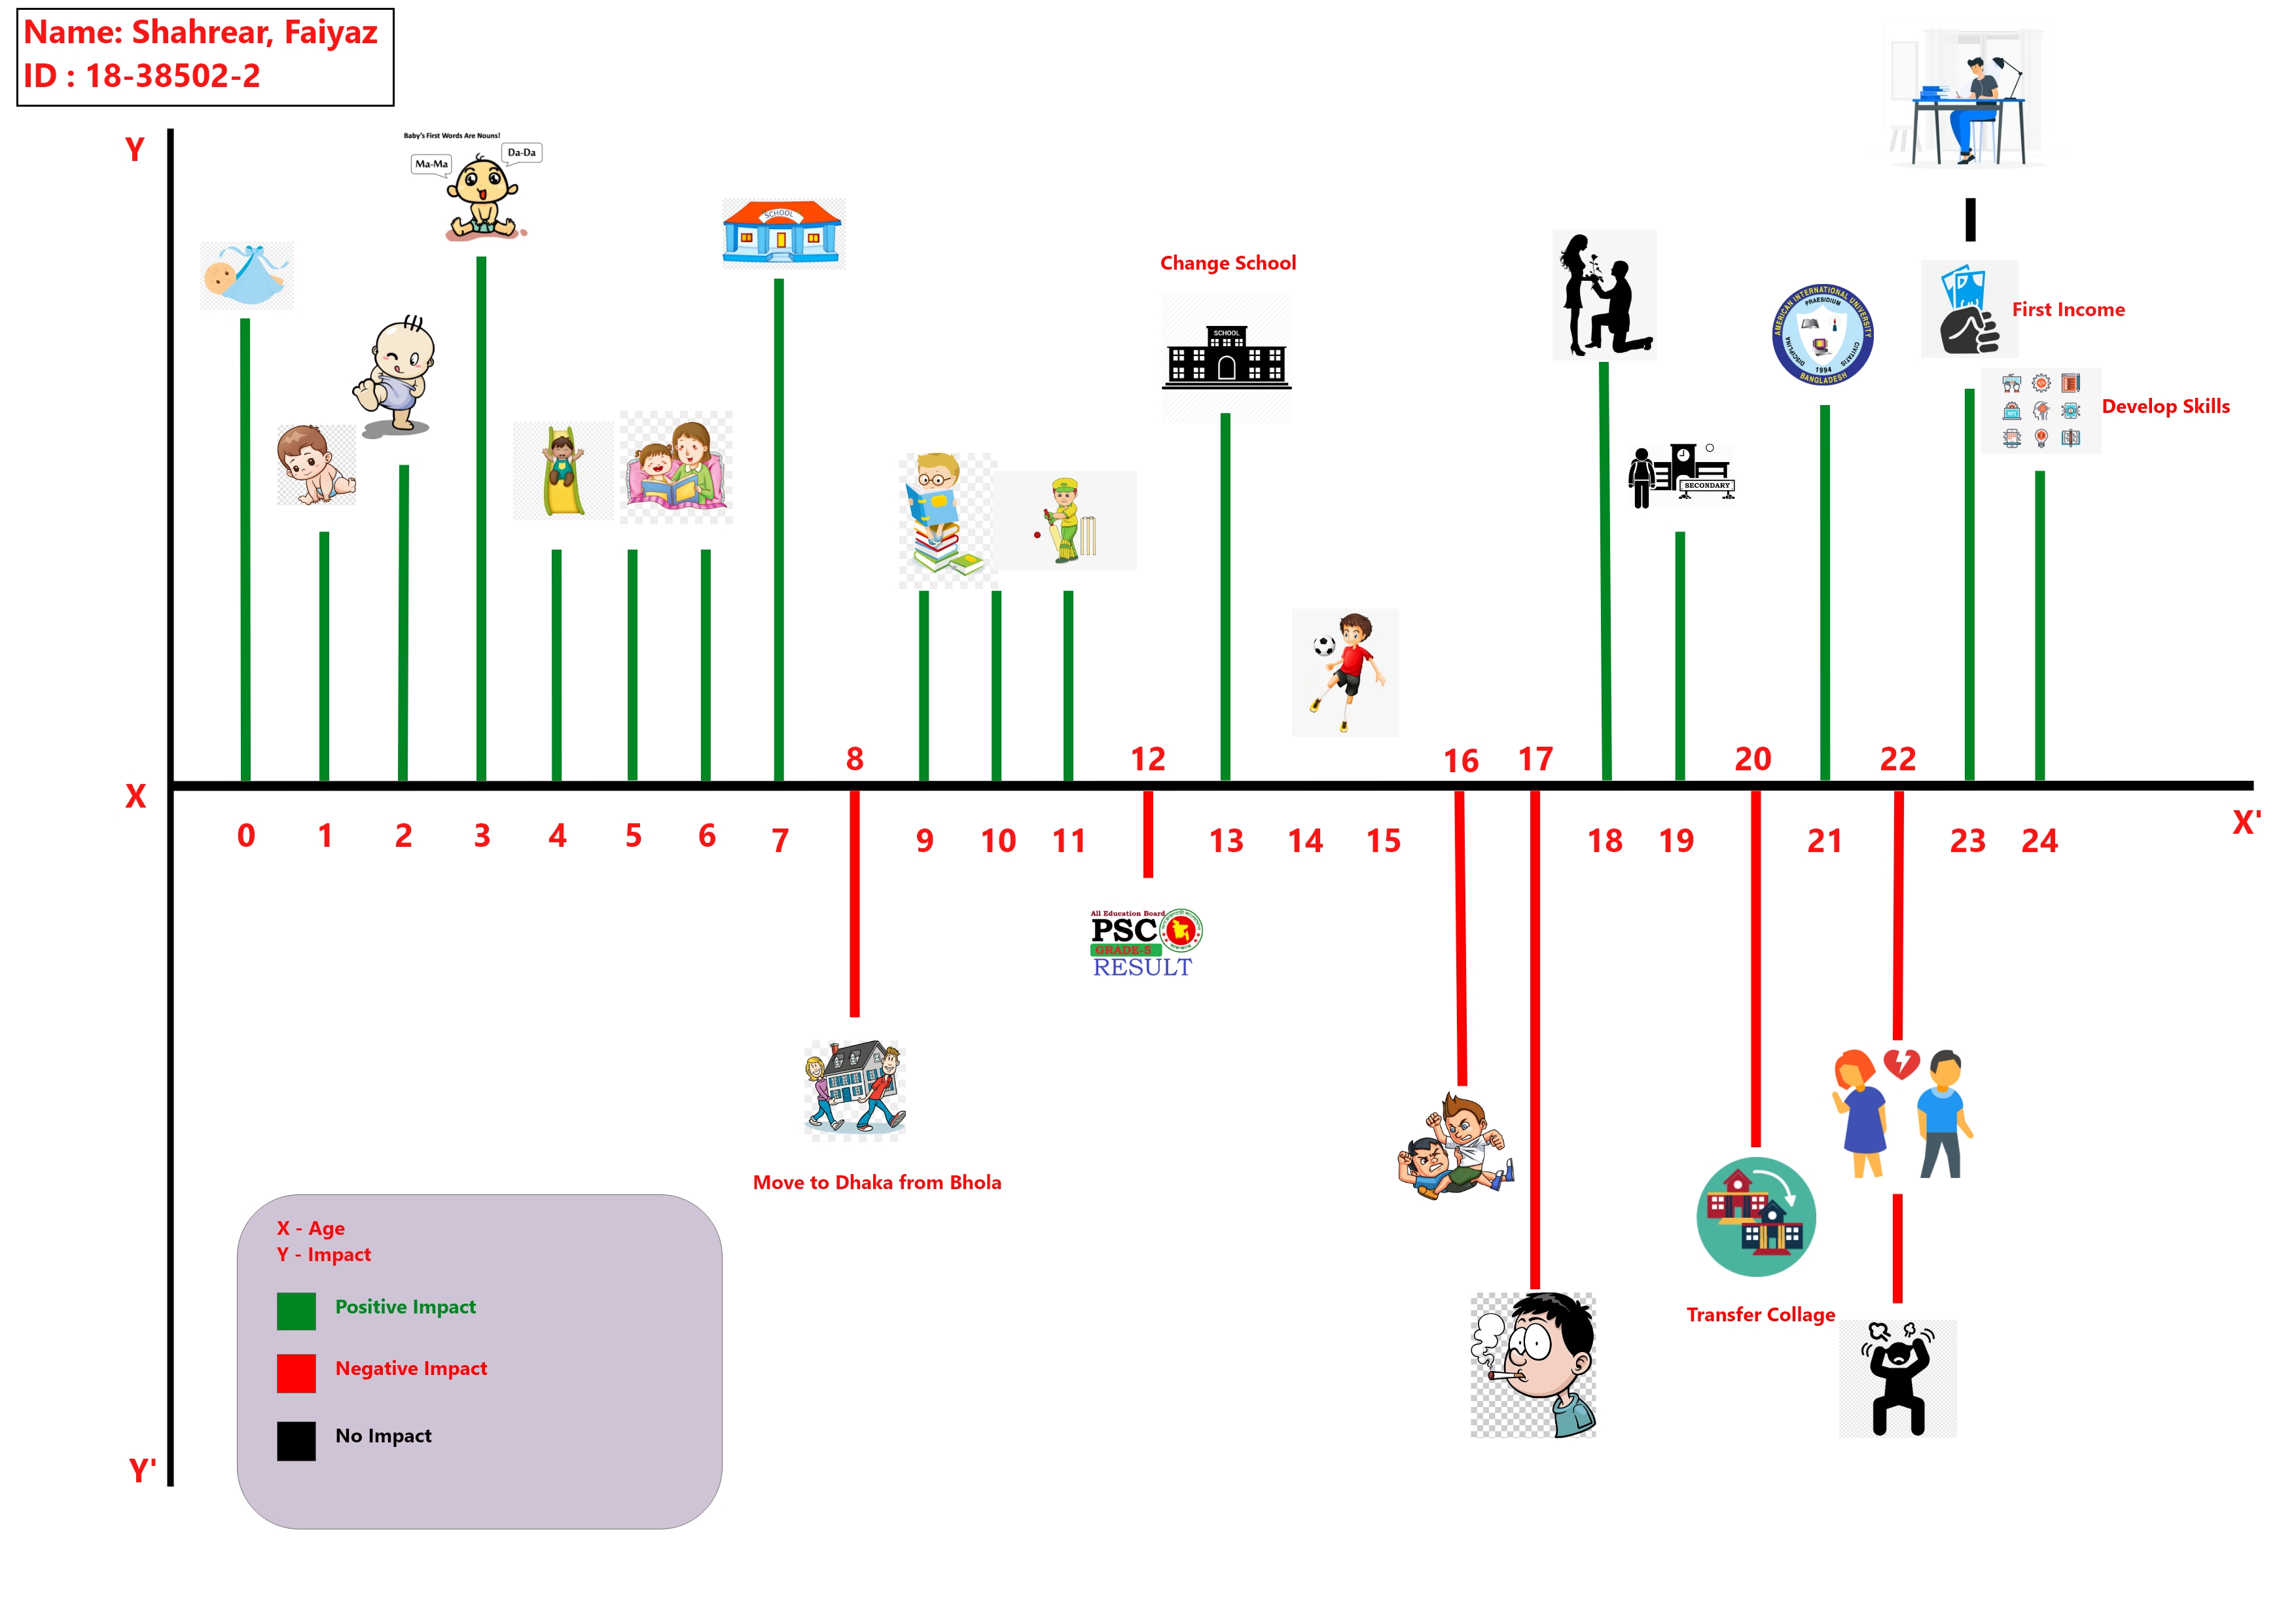 Name: Shahrear, Faiyaz
ID : 18-38502-2
Y
Baby's First Words Are Nouns!
Ma-Ma
Da-Da
SCHOOL
Change School
SCHOOL
AMERICAN INTERNATIONAL UNIVERSITY
PRAESIDIUM
DISCIPLINA
CIVITATIS
1994
BANGLADESH
First Income
Develop Skills
SECONDARY
8
12
16
17
20
22
X
X'
0
1
2
3
4
5
6
7
9
10
11
13
14
15
18
19
21
23
24
All Education Board
PSC
GRADE-5
RESULT
Move to Dhaka from Bhola
Transfer Collage
X - Age
Y - Impact
Positive Impact
Negative Impact
No Impact
Y'